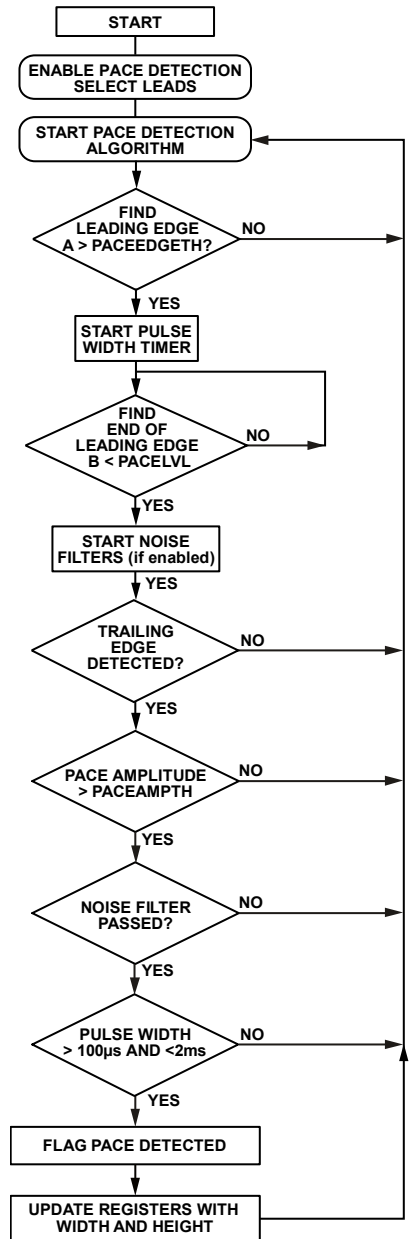 START
ENABLE PACE DETECTION
SELECT LEADS
START PACE DETECTION
ALGORITHM
FIND
LEADING EDGE
A > PACEEDGETH?
NO
YES
START PULSE
WIDTH TIMER
FIND
END OF
LEADING EDGE
B < PACELVL
NO
YES
START NOISE
FILTERS (if enabled)
YES
TRAILING
EDGE
DETECTED?
NO
YES
PACE AMPLITUDE
> PACEAMPTH
NO
YES
NOISE FILTER
PASSED?
NO
YES
PULSE WIDTH
> 100µs AND <2ms
NO
YES
FLAG PACE DETECTED
UPDATE REGISTERS WITH
WIDTH AND HEIGHT